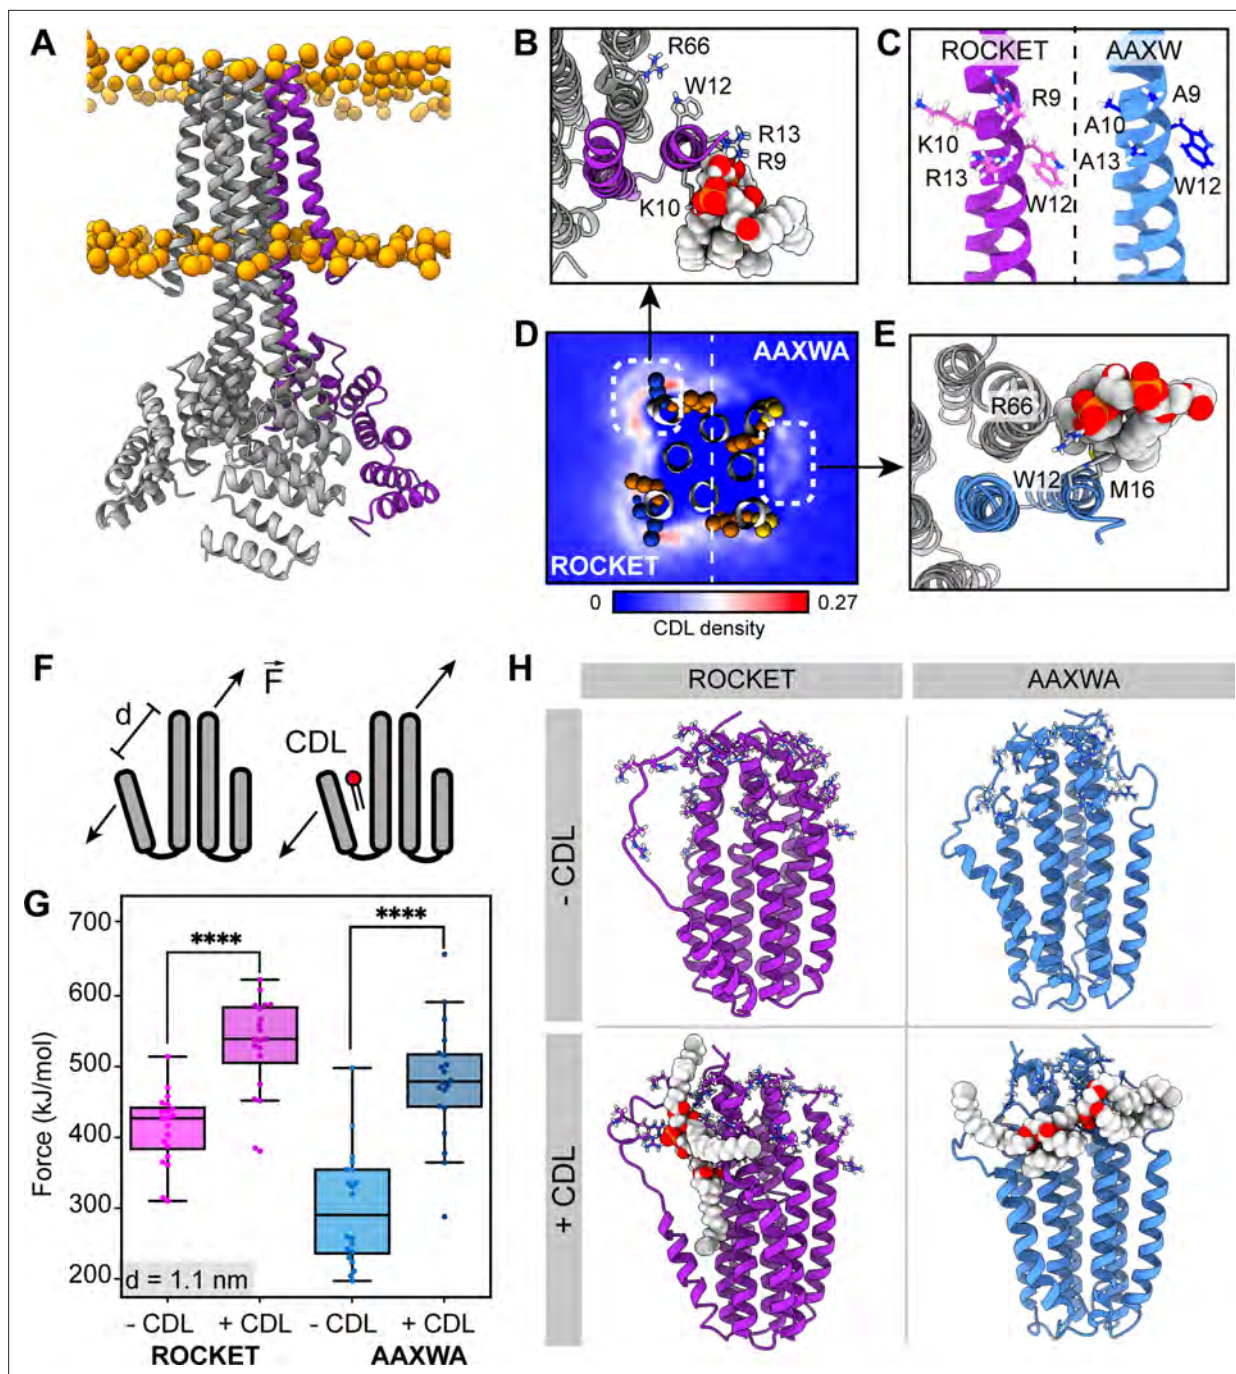 A
B
R66
W12
R13
R9
K10
C
ROCKET
AAXW
R9
K10
R13
W12
A9
A10
A13
W12
D
AAXWA
ROCKET
0
0.27
CDL density
E
R66
W12
M16
F
d
F
CDL
G
700
600
500
400
300
200
Force (kJ/mol)
****
****
d = 1.1 nm
- CDL
+ CDL
- CDL
+ CDL
ROCKET
AAXWA
H
ROCKET
AAXWA
- CDL
+ CDL